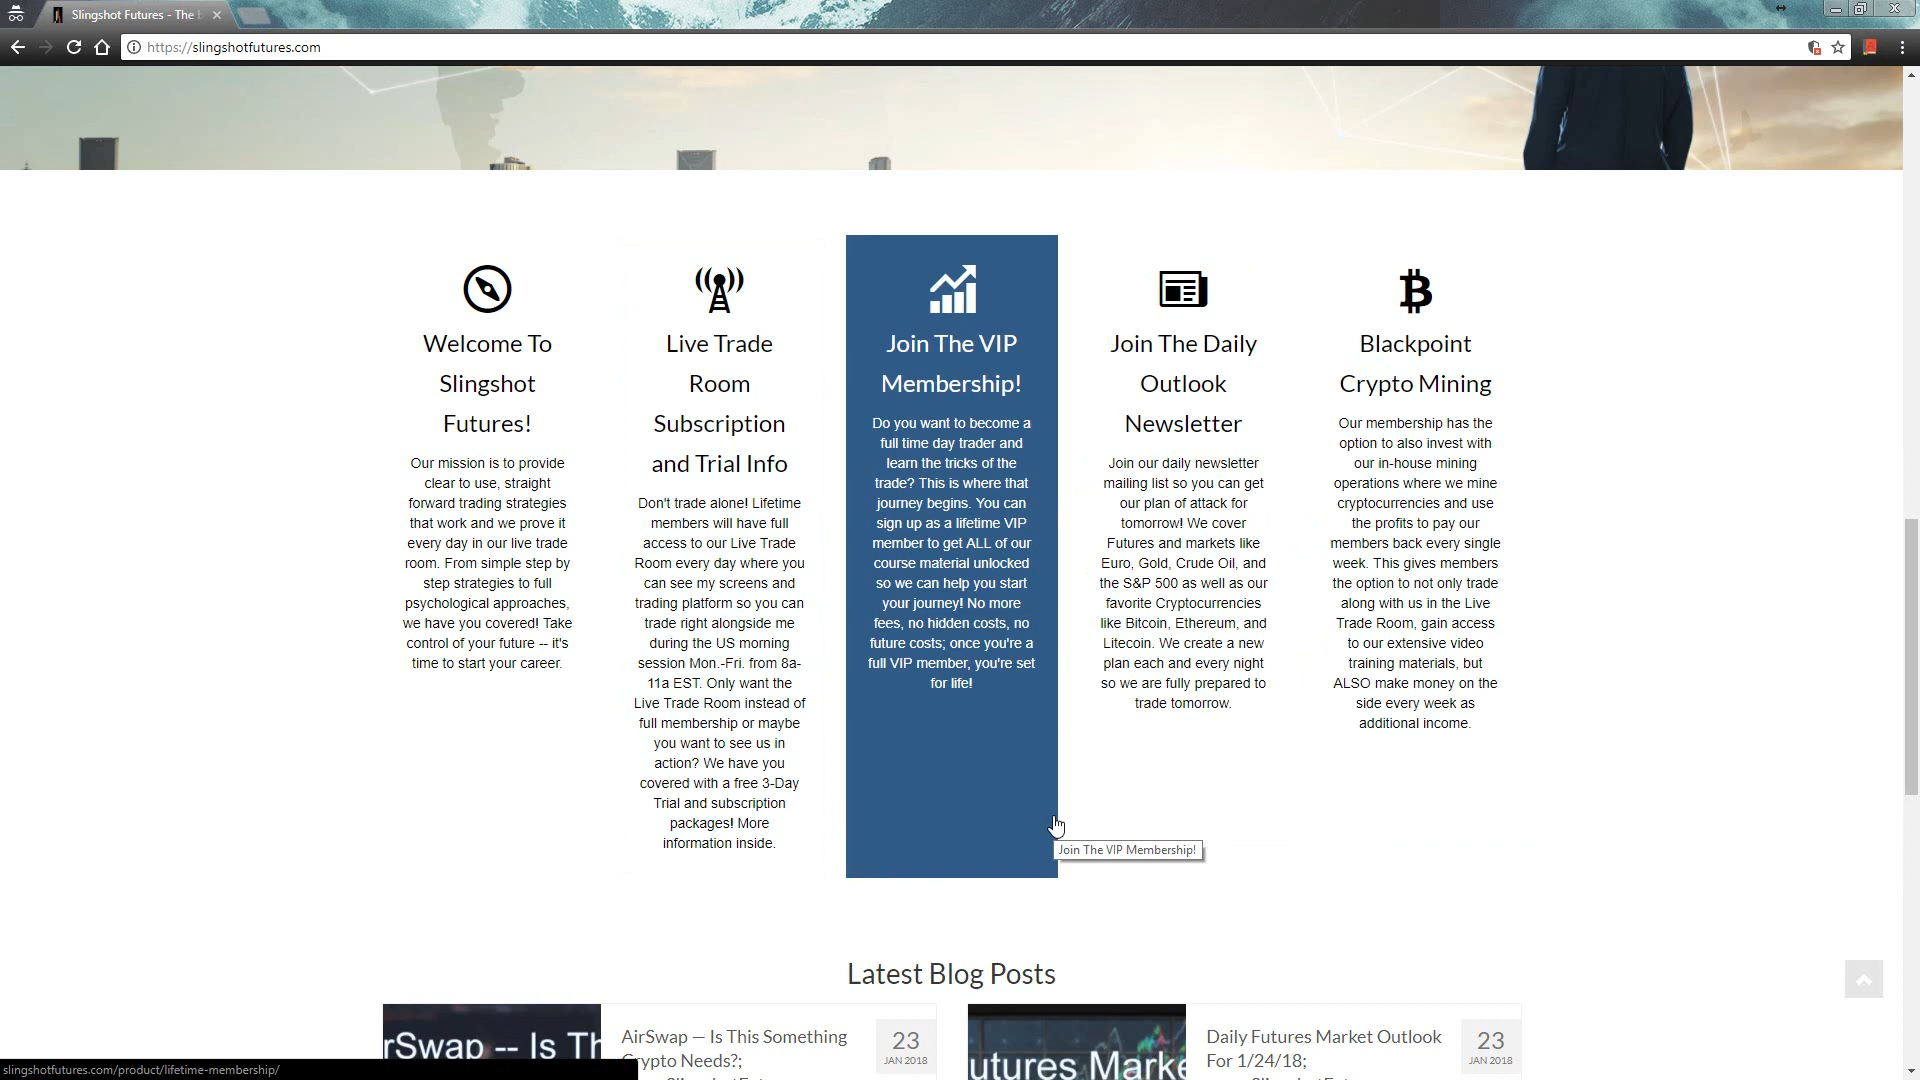 Slingshot Futures - The b
https://slingshotfutures.com
Welcome To
Slingshot
Futures!
Our mission is to provide
clear to use, straight
forward trading strategies
that work and we prove it
every day in our live trade
room. From simple step by
step strategies to full
psychological approaches,
we have you covered! Take
control of your future -- it's
time to start your career.
Live Trade
Room
Subscription
and Trial Info
Don't trade alone! Lifetime
members will have full
access to our Live Trade
Room every day where you
can see my screens and
trading platform so you can
trade right alongside me
during the US morning
session Mon.-Fri. from 8a-
11a EST. Only want the
Live Trade Room instead of
full membership or maybe
you want to see us in
action? We have you
covered with a free 3-Day
Trial and subscription
packages! More
information inside.
Join The VIP
Membership!
Do you want to become a
full time day trader and
learn the tricks of the
trade? This is where that
journey begins. You can
sign up as a lifetime VIP
member to get ALL of our
course material unlocked
so we can help you start
your journey! No more
fees, no hidden costs, no
future costs; once you're a
full VIP member, you're set
for life!
Join The Daily
Outlook
Newsletter
Join our daily newsletter
mailing list so you can get
our plan of attack for
tomorrow! We cover
Futures and markets like
Euro, Gold, Crude Oil, and
the S&P 500 as well as our
favorite Cryptocurrencies
like Bitcoin, Ethereum, and
Litecoin. We create a new
plan each and every night
so we are fully prepared to
trade tomorrow.
Blackpoint
Crypto Mining
Our membership has the
option to also invest with
our in-house mining
operations where we mine
cryptocurrencies and use
the profits to pay our
members back every single
week. This gives members
the option to not only trade
along with us in the Live
Trade Room, gain access
to our extensive video
training materials, but
ALSO make money on the
side every week as
additional income.
Join The VIP Membership!
Latest Blog Posts
rSwap -- Is Th
AirSwap — Is This Something
Crypto Needs?;
23
JAN 2018
utures Marke
Daily Futures Market Outlook
For 1/24/18;
23
JAN 2018
slingshotfutures.com/product/lifetime-membership/